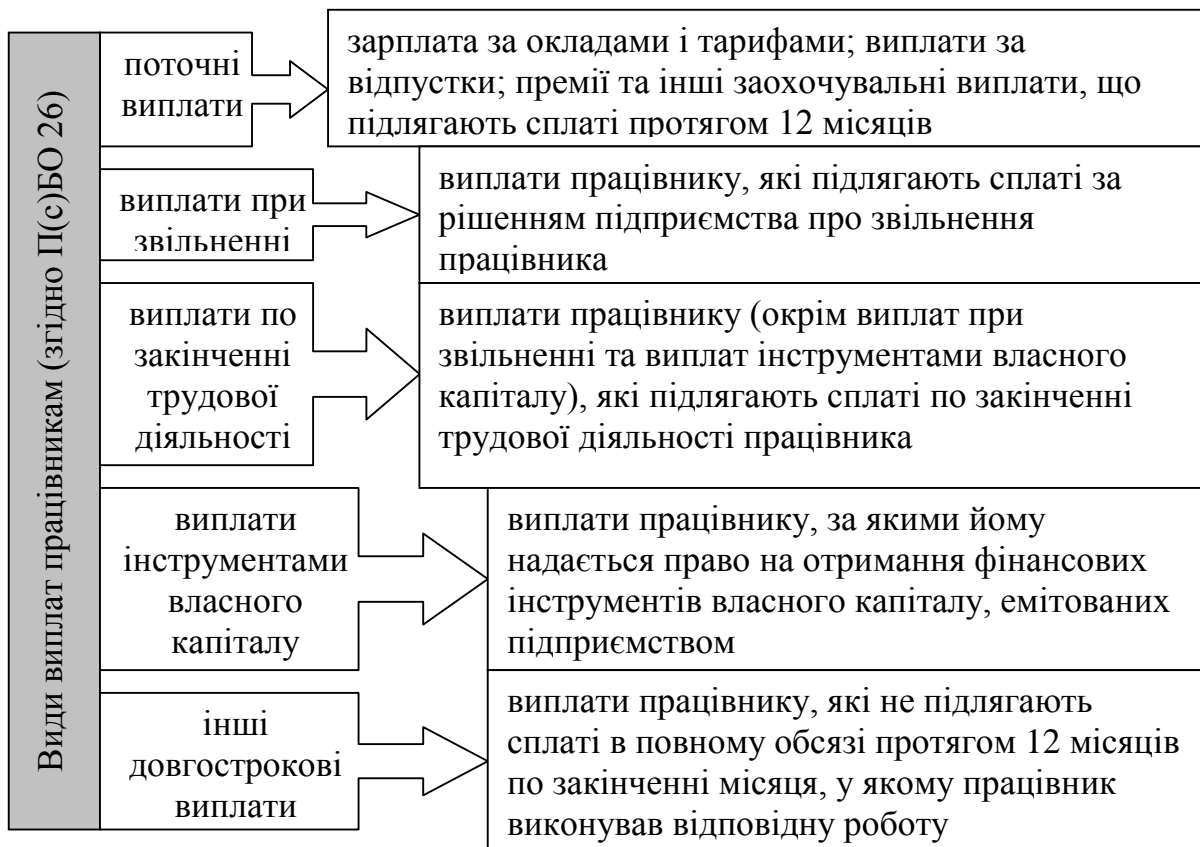 Види виплат працівникам (згідно П(с)БО 26)
поточні
виплати
зарплата за окладами і тарифами; виплати за
відпустки; премії та інші заохочувальні виплати, що
підлягають сплаті протягом 12 місяців
виплати при
звільненні
виплати працівнику, які підлягають сплаті за
рішенням підприємства про звільнення
працівника
виплати по
закінченні
трудової
діяльності
виплати працівнику (окрім виплат при
звільненні та виплат інструментами власного
капіталу), які підлягають сплаті по закінченні
трудової діяльності працівника
виплати
інструментами
власного
капіталу
виплати працівнику, за якими йому
надається право на отримання фінансових
інструментів власного капіталу, емітованих
підприємством
інші
довгострокові
виплати
виплати працівнику, які не підлягають
сплаті в повному обсязі протягом 12 місяців
по закінченні місяця, у якому працівник
виконував відповідну роботу